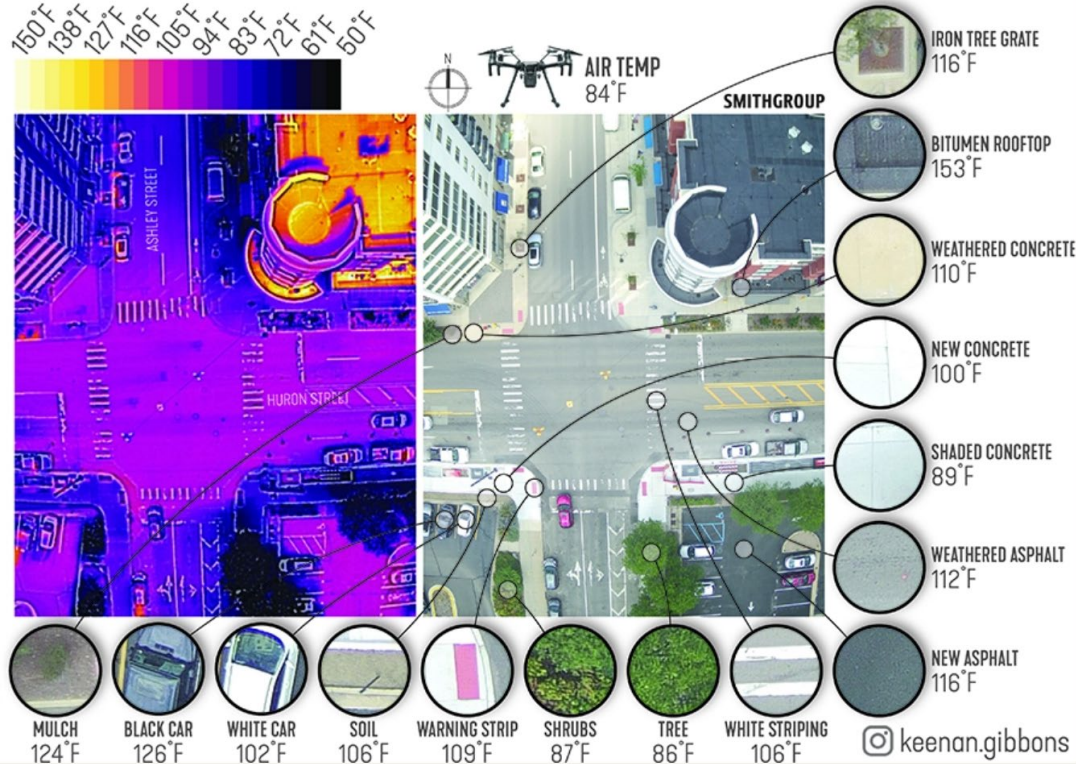 150°F 138°F 127°F 116°F 105°F 94°F 83°F 72°F 61°F 50°F
N
AIR TEMP
84°F
SMITHGROUP
ASHLEY STREET
HURON STREET
IRON TREE GRATE
116°F
BITUMEN ROOFTOP
153°F
WEATHERED CONCRETE
110°F
NEW CONCRETE
100°F
SHADED CONCRETE
89°F
WEATHERED ASPHALT
112°F
NEW ASPHALT
116°F
MULCH
124°F
BLACK CAR
126°F
WHITE CAR
102°F
SOIL
106°F
WARNING STRIP
109°F
SHRUBS
87°F
TREE
86°F
WHITE STRIPING
106°F
keenan.gibbons